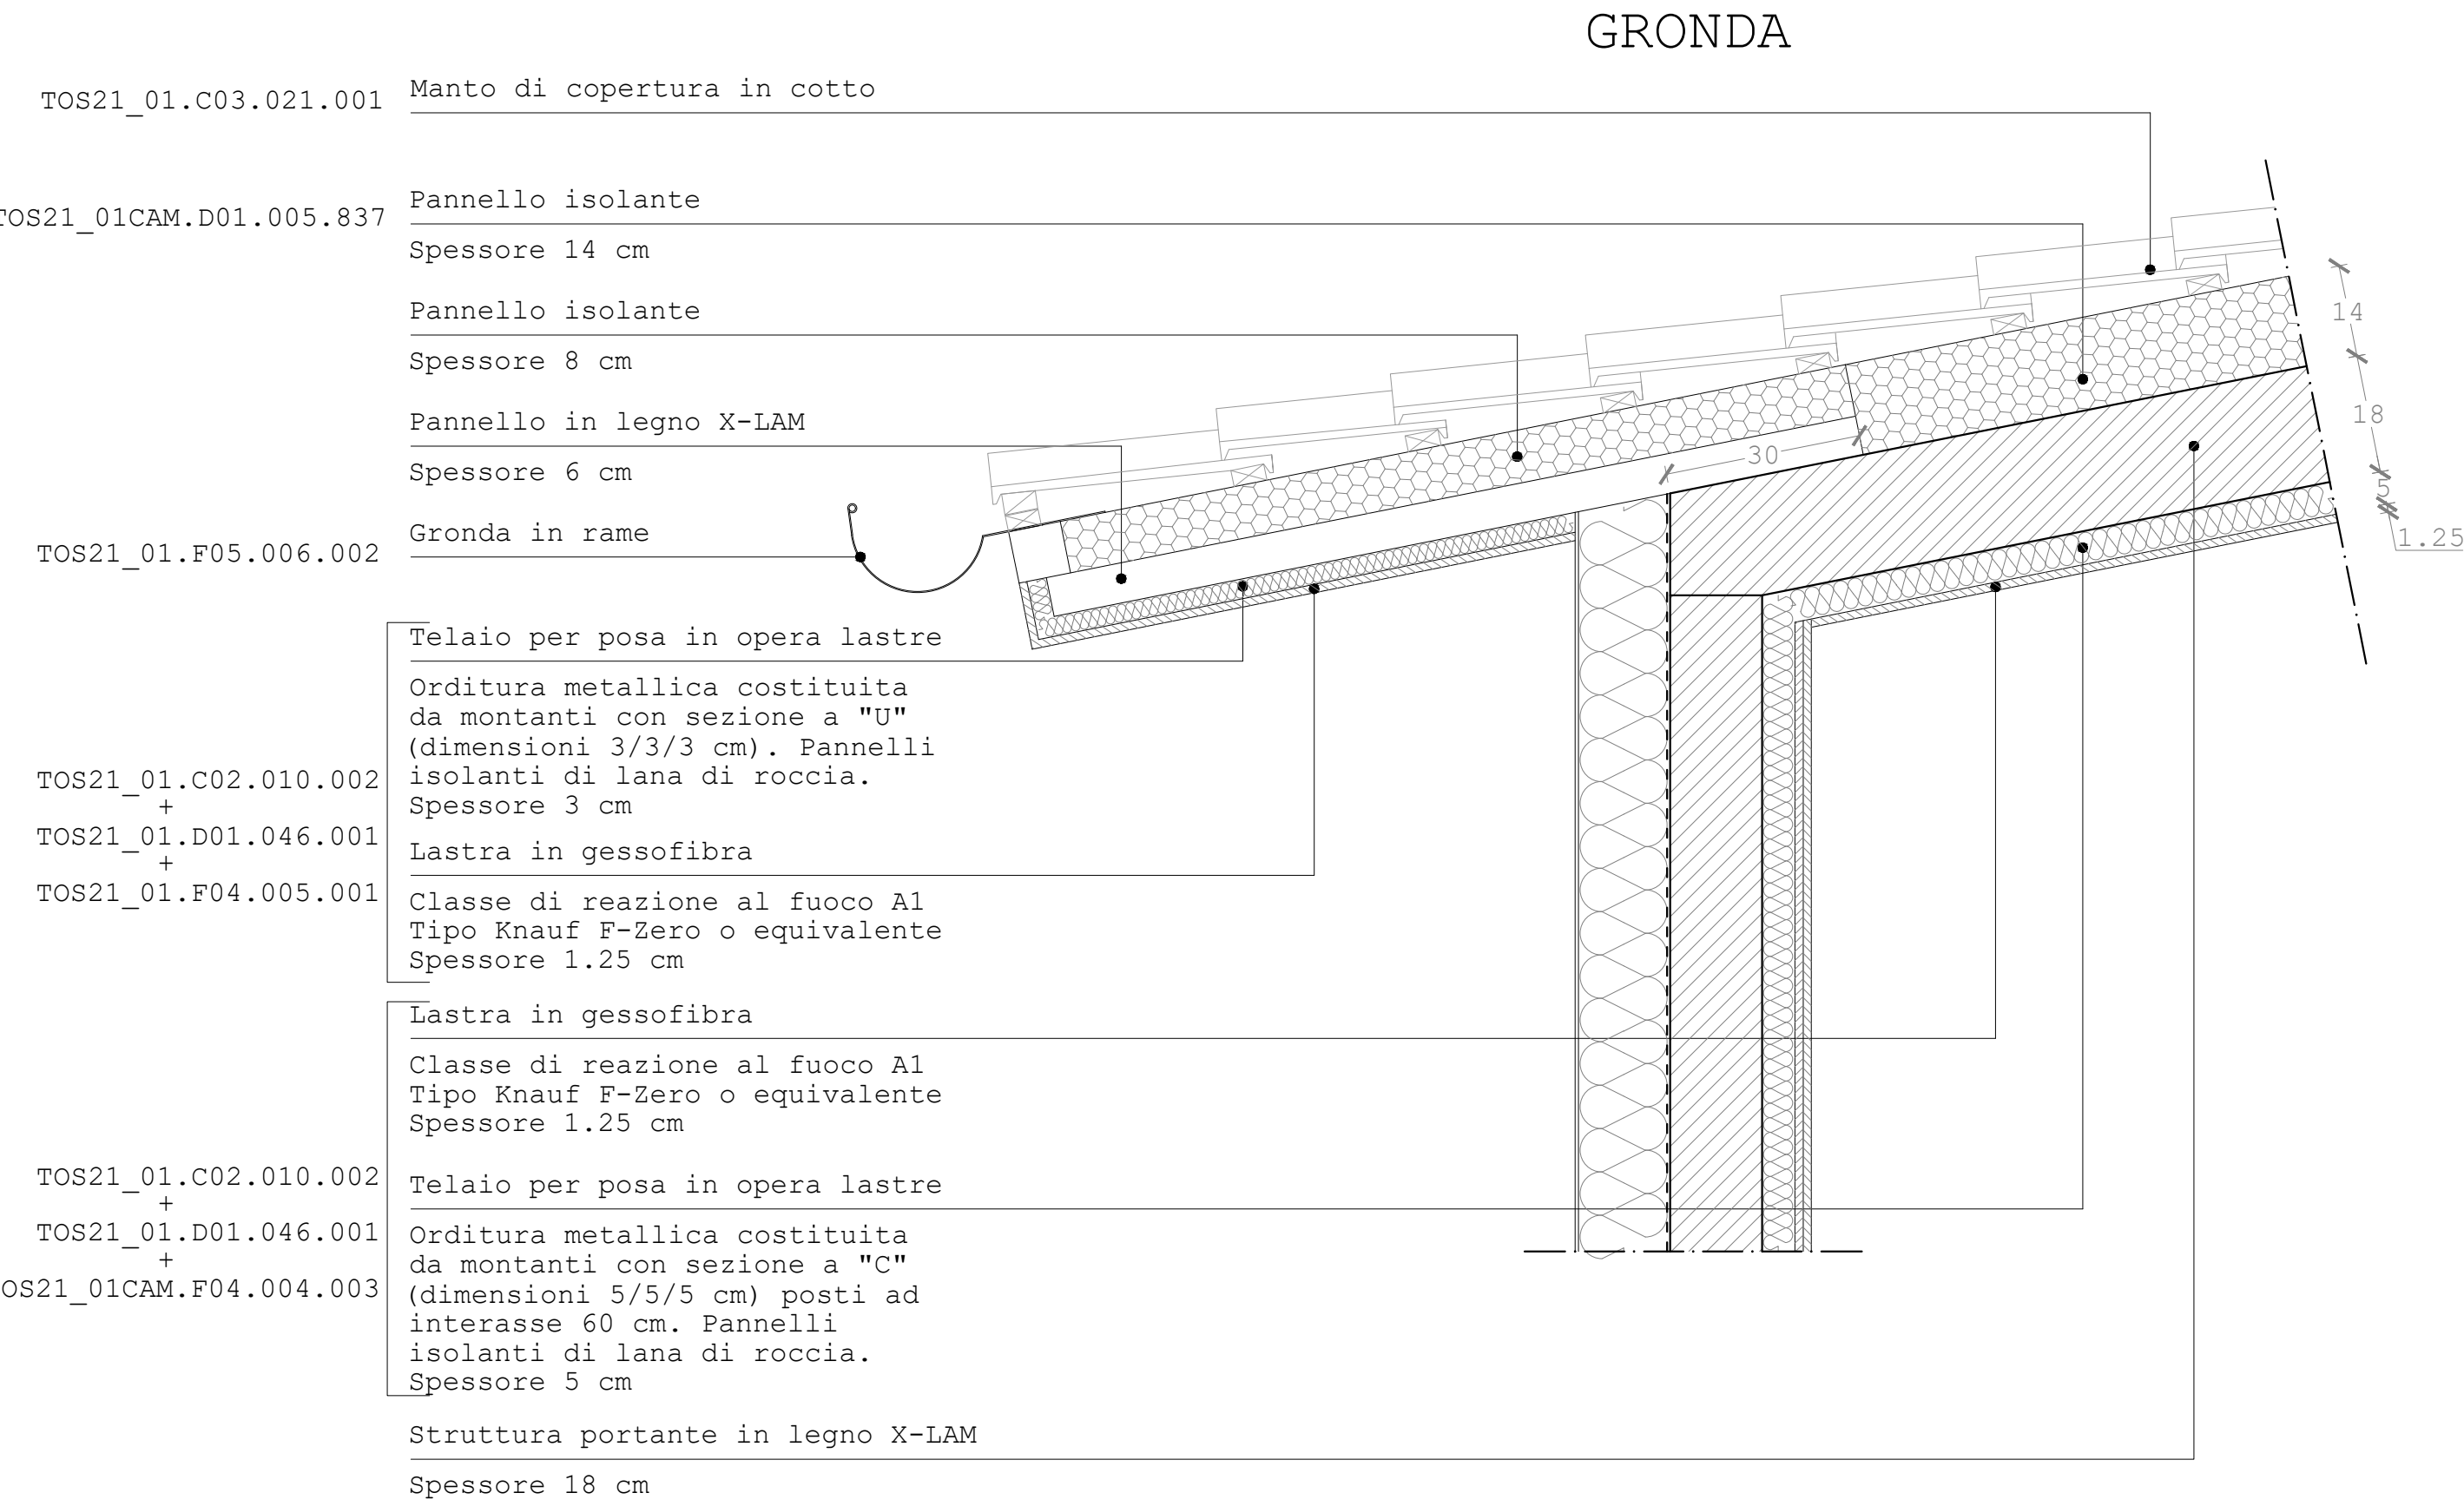 GRONDA
TOS21_01.C03.021.001
Manto di copertura in cotto
TOS21_01CAM.D01.005.837
Pannello isolante
Spessore 14 cm
Pannello isolante
Spessore 8 cm
Pannello in legno X-LAM
Spessore 6 cm
TOS21_01.F05.006.002
Gronda in rame
Telaio per posa in opera lastre
Orditura metallica costituita
da montanti con sezione a "U"
(dimensioni 3/3/3 cm). Pannelli
isolanti di lana di roccia.
Spessore 3 cm
TOS21_01.C02.010.002
+
TOS21_01.D01.046.001
+
TOS21_01.F04.005.001
Lastra in gessofibra
Classe di reazione al fuoco A1
Tipo Knauf F-Zero o equivalente
Spessore 1.25 cm
Lastra in gessofibra
Classe di reazione al fuoco A1
Tipo Knauf F-Zero o equivalente
Spessore 1.25 cm
TOS21_01.C02.010.002
+
TOS21_01.D01.046.001
+
OS21_01CAM.F04.004.003
Telaio per posa in opera lastre
Orditura metallica costituita
da montanti con sezione a "C"
(dimensioni 5/5/5 cm) posti ad
interasse 60 cm. Pannelli
isolanti di lana di roccia.
Spessore 5 cm
Struttura portante in legno X-LAM
Spessore 18 cm
14
18
5
1.25
30